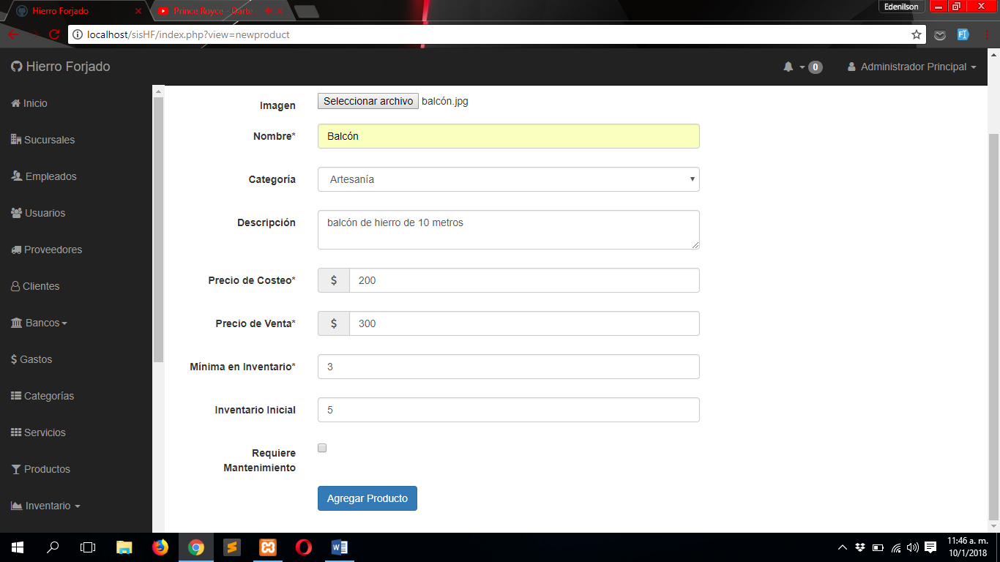 Hierro Forjado
Prince Royce - Darte
Edenilson
localhost/sisHF/index.php?view=newproduct
Hierro Forjado
0
Administrador Principal
Inicio
Sucursales
Empleados
Usuarios
Proveedores
Clientes
Bancos
$ Gastos
Categorías
Servicios
Productos
Inventario
Imagen
Seleccionar archivo balcón.jpg
Nombre*
Balcón
Categoría
Artesanía
Descripción
balcón de hierro de 10 metros
Precio de Costeo*
$ 200
Precio de Venta*
$ 300
Mínima en Inventario*
3
Inventario Inicial
5
Requiere
Mantenimiento
Agregar Producto
11:46 a. m.
10/1/2018